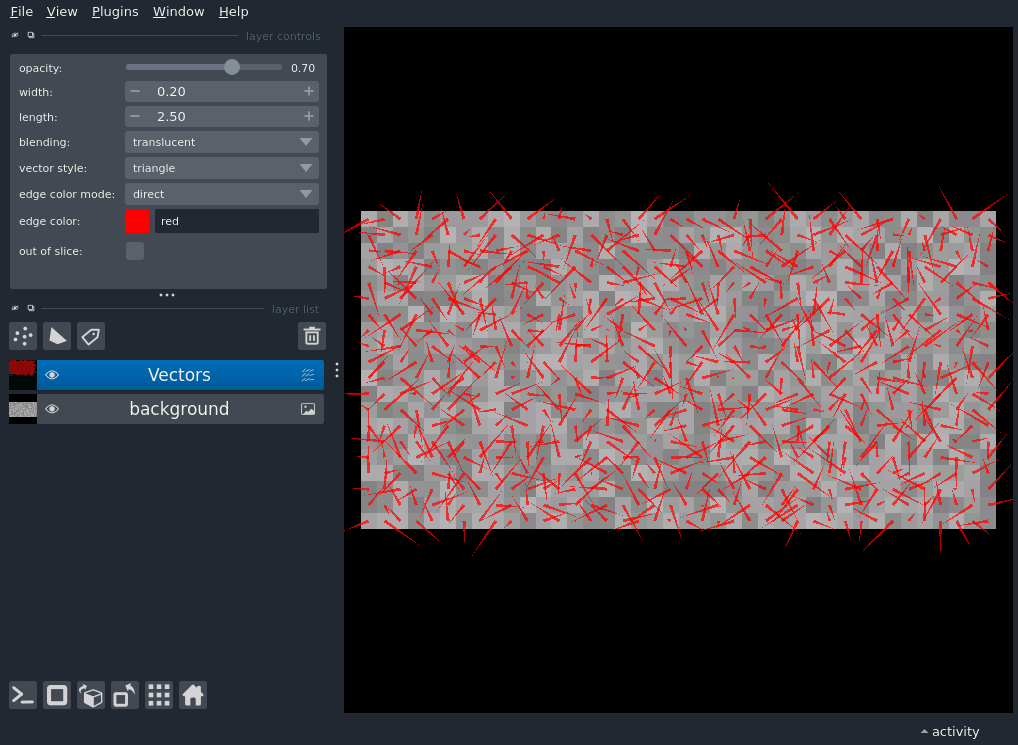 File View Plugins Window Help
layer controls
opacity: 0.70
width: 0.20
length: 2.50
blending: translucent
vector style: triangle
edge color mode: direct
edge color: red
out of slice:
layer list
Vectors
background
activity